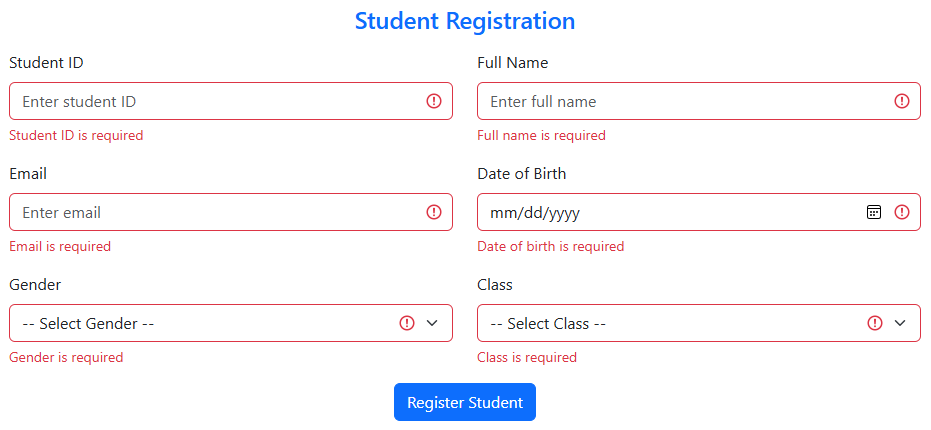 Student Registration
Student ID
Full Name
Enter student ID
Enter full name
Student ID is required
Full name is required
Email
Date of Birth
Enter email
mm/dd/yyyy
Email is required
Date of birth is required
Gender
Class
-- Select Gender --
-- Select Class --
Gender is required
Class is required
Register Student